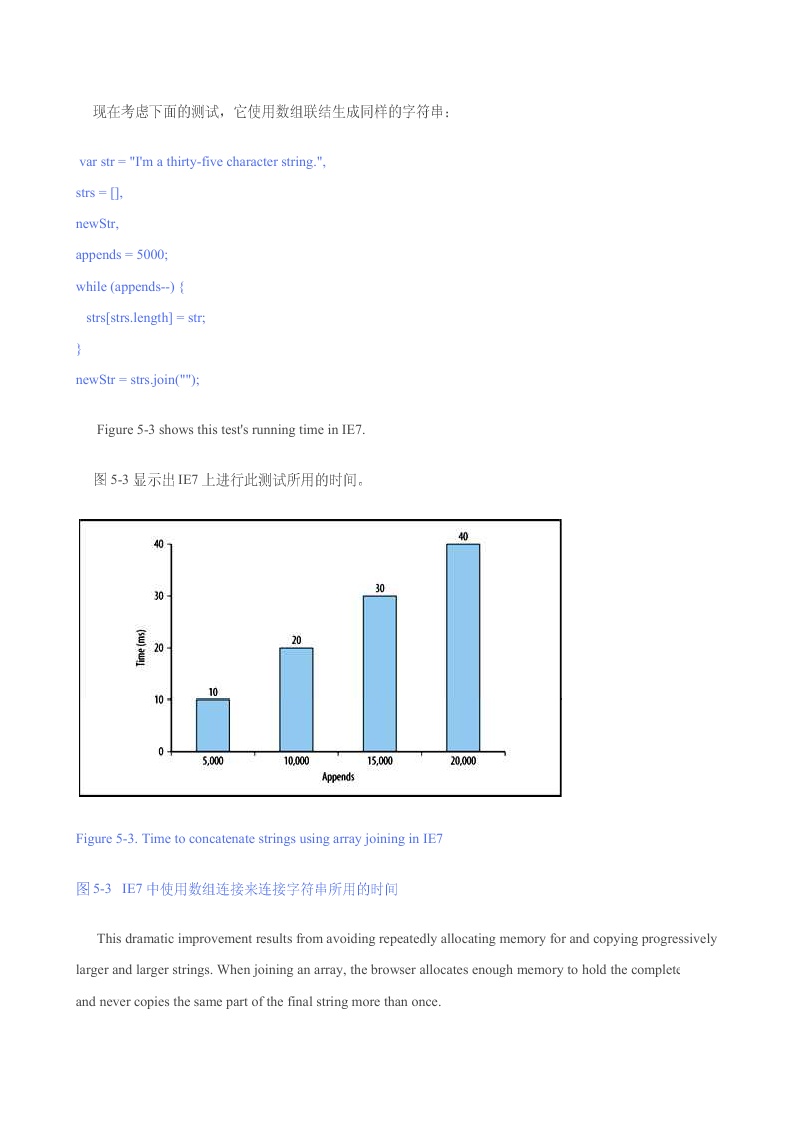 现在考虑下面的测试，它使用数组联结生成同样的字符串：
var str = "I'm a thirty-five character string.",
strs = [],
newStr,
appends = 5000;
while (appends--) {
strs[strs.length] = str;
}
newStr = strs.join("");
Figure 5-3 shows this test's running time in IE7.
图 5-3 显示出 IE7 上进行此测试所用的时间。
40
40
30
30
Time (ms)
20
20
10
10
0
5,000 10,000 15,000 20,000
Appends
Figure 5-3. Time to concatenate strings using array joining in IE7
图 5-3 IE7 中使用数组连接来连接字符串所用的时间
This dramatic improvement results from avoiding repeatedly allocating memory for and copying progressively
larger and larger strings. When joining an array, the browser allocates enough memory to hold the complete
and never copies the same part of the final string more than once.